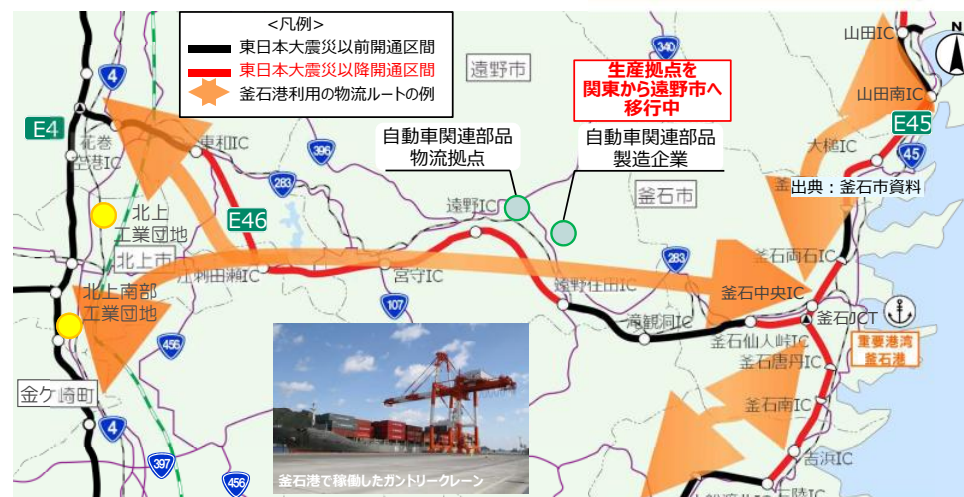 <凡例>
東日本大震災以前開通区間
東日本大震災以降開通区間
釜石港利用の物流ルートの例
4
E4
花巻
空港IC
東和IC
396
283
遠野市
340
生産拠点を
関東から遠野市へ
移行中
自動車関連部品
物流拠点
自動車関連部品
製造企業
釜石市
N
山田IC
山田南IC
E45
大槌IC
45
出典：釜石市資料
北上
工業団地
北上市
北上南部
工業団地
E46
江刺田瀬IC
宮守IC
遠野IC
遠野住田IC
107
283
滝観洞IC
釜石仙人峠IC
釜石両石IC
釜石中央IC
釜石JCT
重要港湾
釜石港
釜石唐丹IC
釜石南IC
吉浜IC
456
金ケ崎町
4
397
456
釜石港で稼働したガントリークレーン